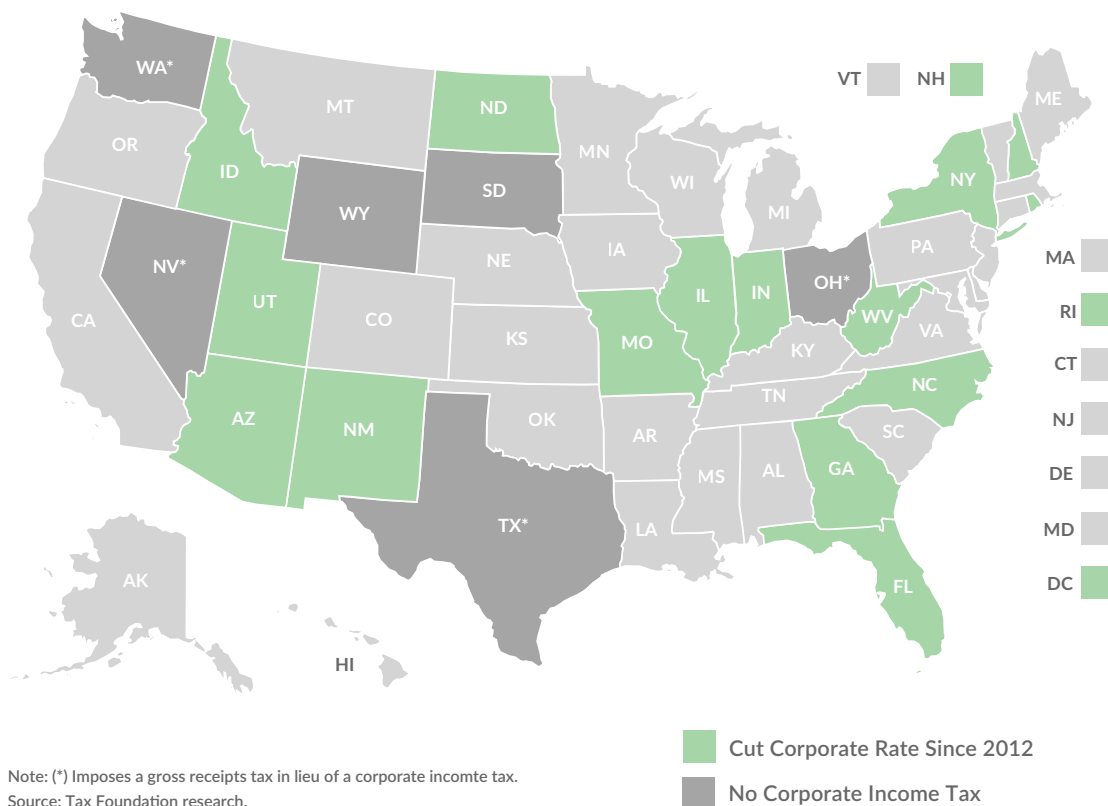 WA*
VT
NH
ME
MT
ND
OR
MN
ID
SD
WI
NY
WY
MI
IA
PA
MA
NE
NV*
OH*
IL
IN
UT
RI
CA
CO
WV
VA
KS
MO
KY
CT
NC
TN
AZ
NM
OK
NJ
AR
SC
GA
MS
AL
DE
TX*
LA
MD
AK
FL
DC
HI
Cut Corporate Rate Since 2012
Note: (*) Imposes a gross receipts tax in lieu of a corporate incomte tax.
No Corporate Income Tax
Source: Tax Foundation research.